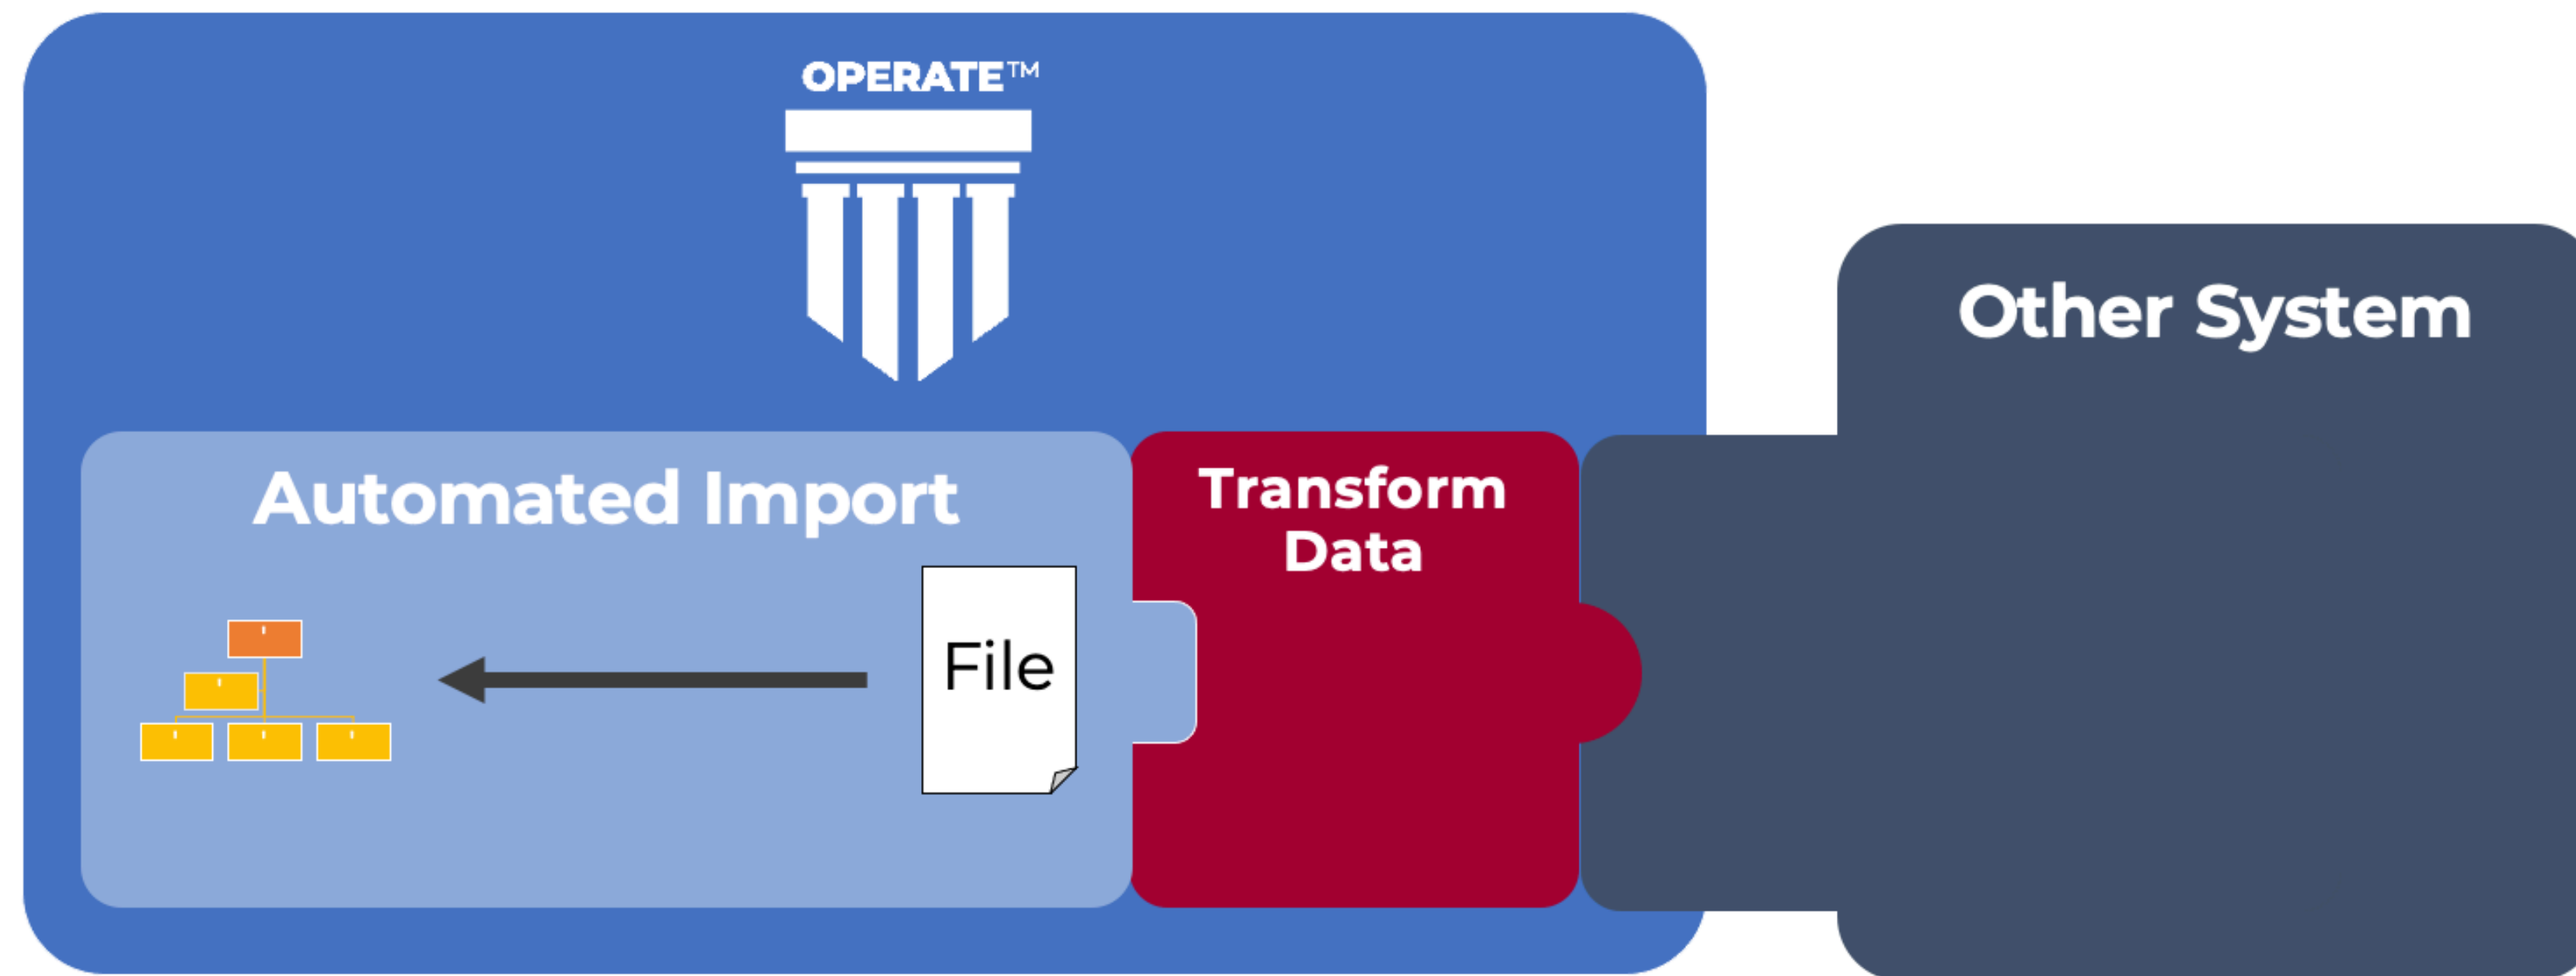 OPERATE™
Other System
Automated Import
Transform
Data
File